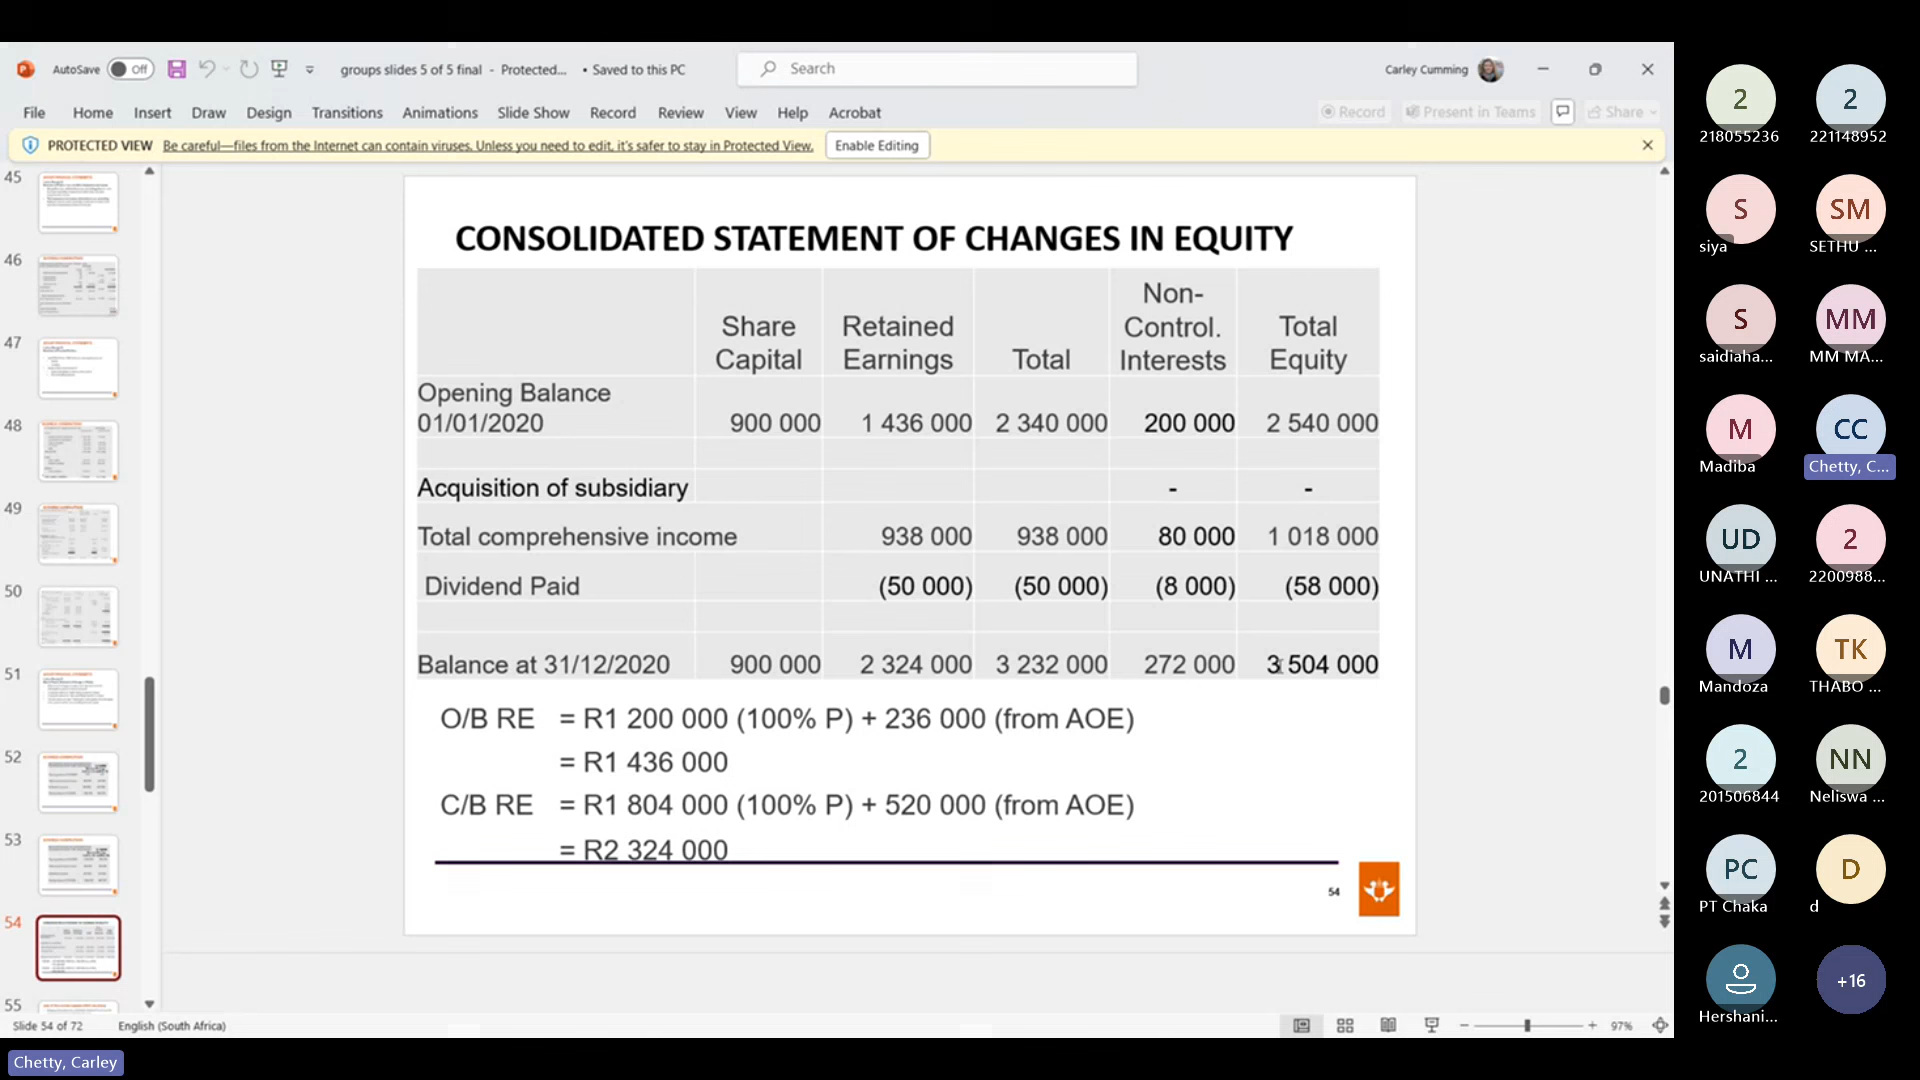 AutoSave Off groups slides 5 of 5 final - Protected... • Saved to this PC Search Carley Cumming
File Home Insert Draw Design Transitions Animations Slide Show Record Review View Help Acrobat Record Present in Teams Share
PROTECTED VIEW Be careful—files from the Internet can contain viruses. Unless you need to edit, it's safer to stay in Protected View. Enable Editing
45
46
47
48
49
50
51
52
53
54
55
CONSOLIDATED STATEMENT OF CHANGES IN EQUITY
Share Capital
Retained Earnings
Total
Non-Control. Interests
Total Equity
Opening Balance
01/01/2020 900 000 1 436 000 2 340 000 200 000 2 540 000
Acquisition of subsidiary - -
Total comprehensive income 938 000 938 000 80 000 1 018 000
Dividend Paid (50 000) (50 000) (8 000) (58 000)
Balance at 31/12/2020 900 000 2 324 000 3 232 000 272 000 3 504 000
O/B RE = R1 200 000 (100% P) + 236 000 (from AOE)
= R1 436 000
C/B RE = R1 804 000 (100% P) + 520 000 (from AOE)
= R2 324 000
54
Slide 54 of 72 English (South Africa) 97%
Chetty, Carley
2 2
218055236 221148952
S SM
siya SETHU ...
S MM
saidiaha... MM MA...
M CC
Madiba Chetty, C...
UD 2
UNATHI ... 2200988...
M TK
Mandoza THABO ...
2 NN
201506844 Neliswa ...
PC D
PT Chaka d
+16
Hershani...